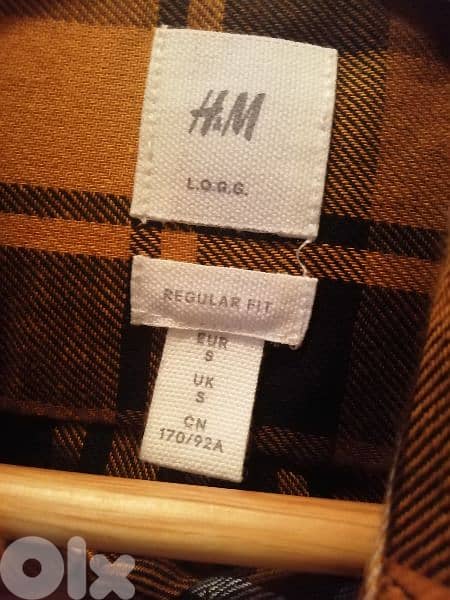 H&M
L.O.G.G.
REGULAR FIT
EUR
S
UK
S
CN
170/92A
Olx